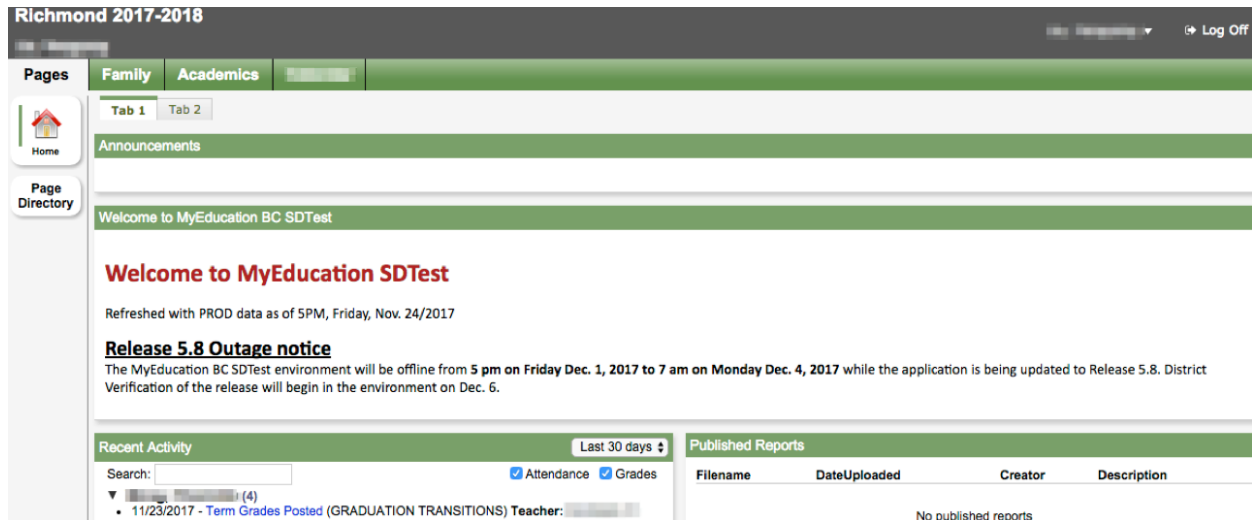 Richmond 2017-2018
Log Off
Pages Family Academics
Tab 1 Tab 2
Home
Announcements
Page
Directory
Welcome to MyEducation BC SDTest
Welcome to MyEducation SDTest
Refreshed with PROD data as of 5PM, Friday, Nov. 24/2017
Release 5.8 Outage notice
The MyEducation BC SDTest environment will be offline from 5 pm on Friday Dec. 1, 2017 to 7 am on Monday Dec. 4, 2017 while the application is being updated to Release 5.8. District
Verification of the release will begin in the environment on Dec. 6.
Recent Activity Last 30 days
Search: Attendance Grades
(4)
11/23/2017 - Term Grades Posted (GRADUATION TRANSITIONS) Teacher:
Published Reports
Filename DateUploaded Creator Description
No published reports